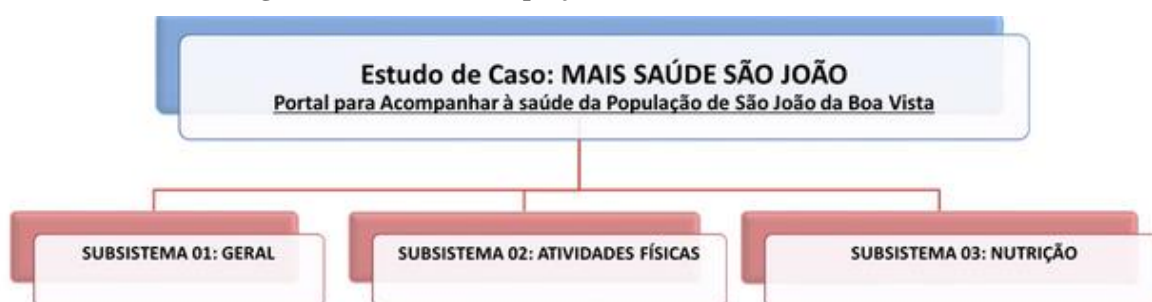 Estudo de Caso: MAIS SAÚDE SÃO JOÃO
Portal para Acompanhar à saúde da População de São João da Boa Vista
SUBSISTEMA 01: GERAL
SUBSISTEMA 02: ATIVIDADES FÍSICAS
SUBSISTEMA 03: NUTRIÇÃO